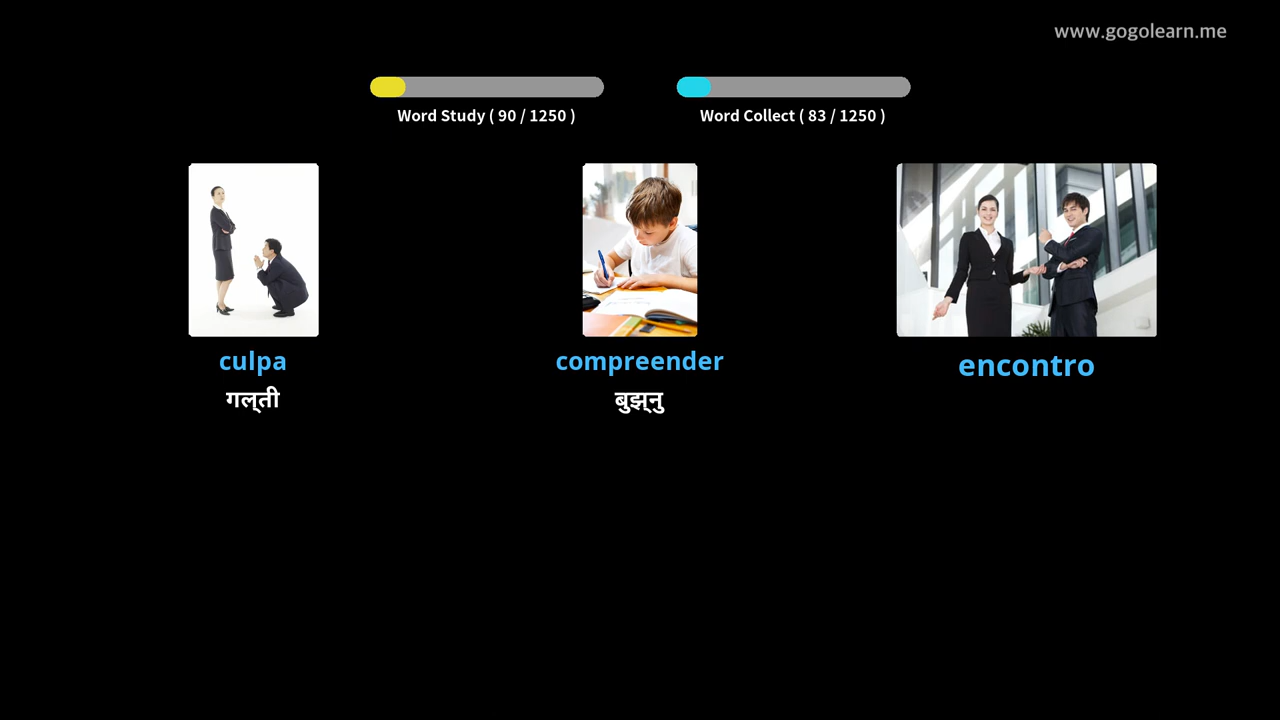 www.gogolearn.me
Word Study ( 90 / 1250 )
Word Collect ( 83 / 1250 )
culpa
compreender
encontro
गल्ती
बुझ्नु